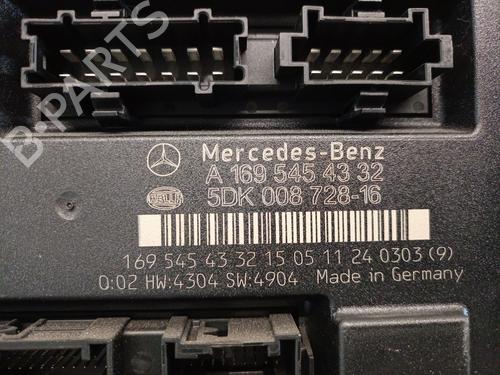 B-PARTS
Mercedes-Benz
A 169 545 43 32
HELLA
5DK 008 728-16
169 545 43 32 15 05 11 24 0303 (9)
0:02 HW:4304 SW:4904 Made in Germany